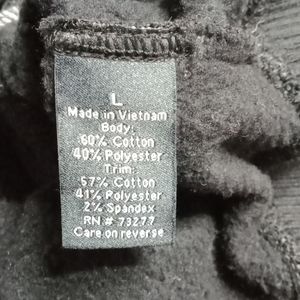 L
Made in Vietnam
Body:
60% Cotton
40% Polyester
Trim:
57% Cotton
41% Polyester
2% Spandex
RN # 73277
Care on reverse